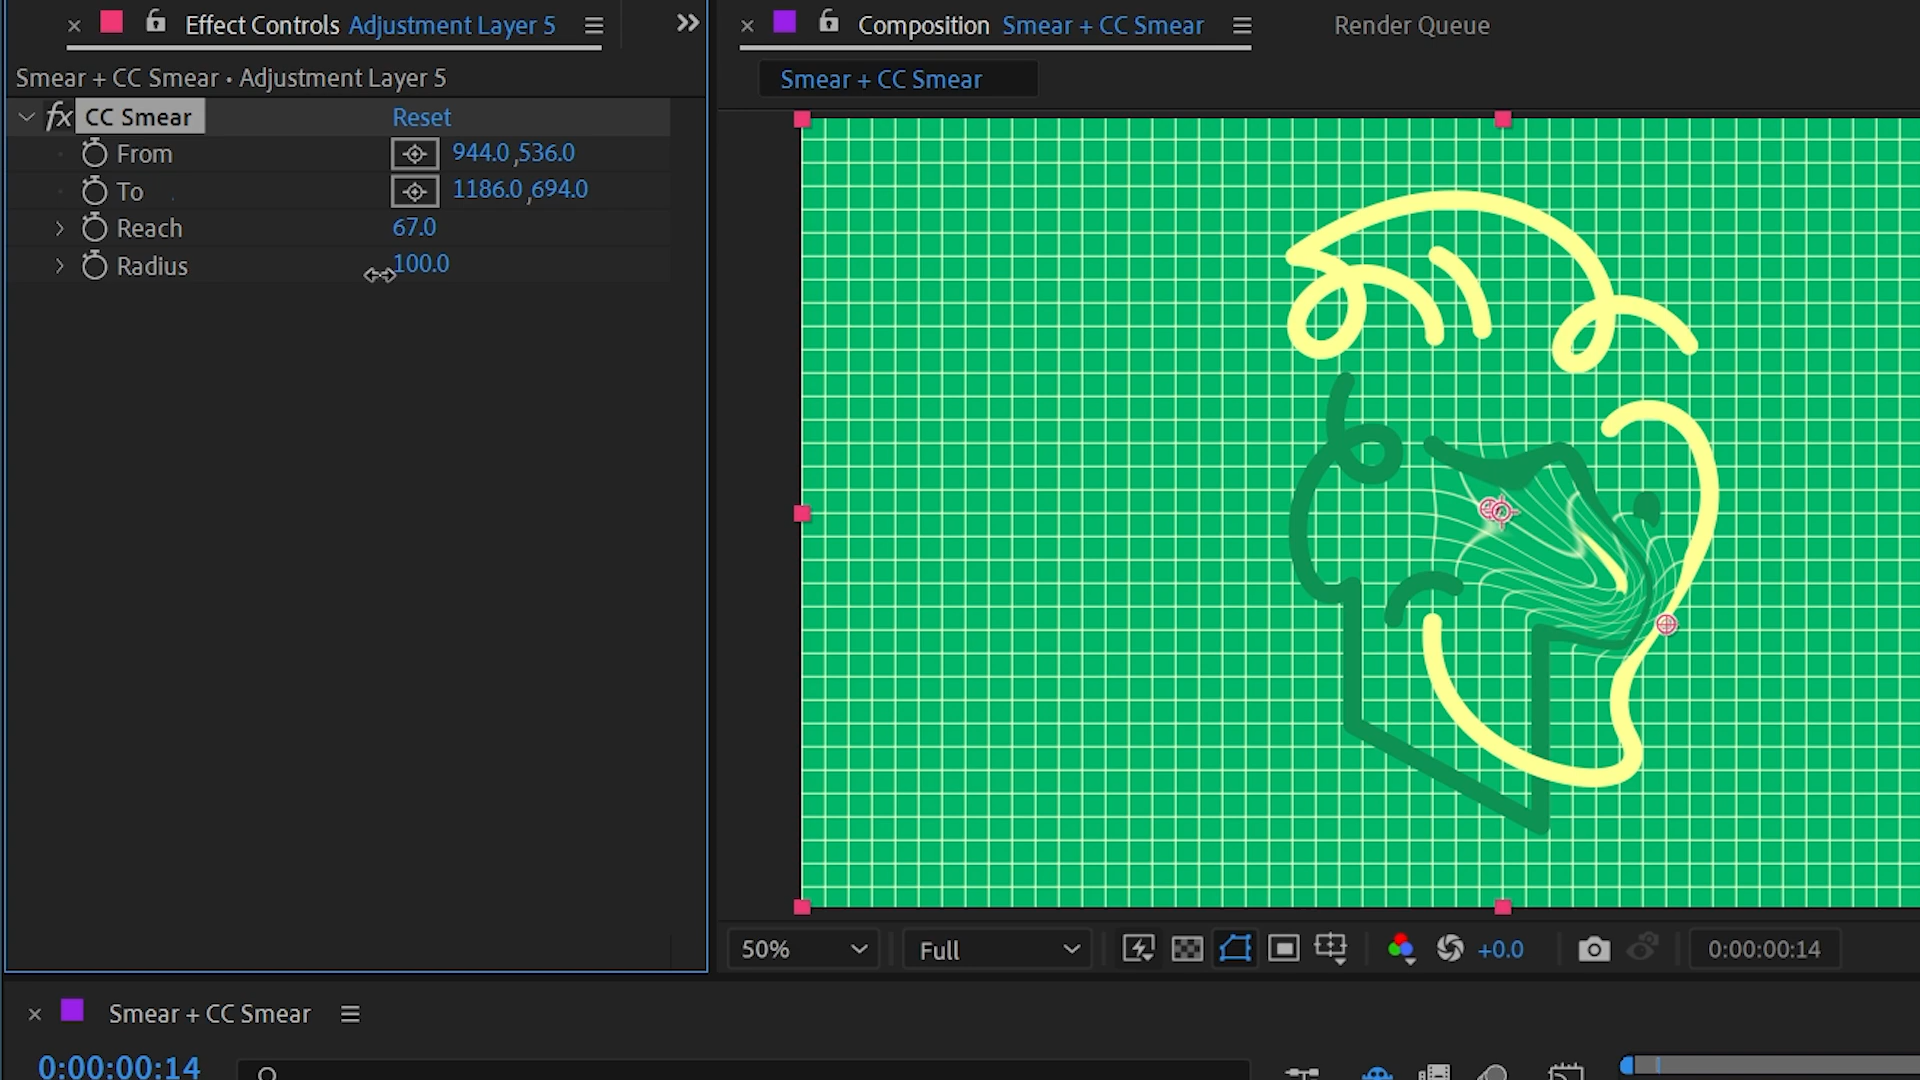 Effect Controls Adjustment Layer 5
Composition Smear + CC Smear
Render Queue
Smear + CC Smear • Adjustment Layer 5
Smear + CC Smear
fx CC Smear Reset
From 944.0,536.0
To 1186.0,694.0
Reach 67.0
Radius 100.0
50% Full +0.0 0:00:00:14
Smear + CC Smear
0:00:00:14